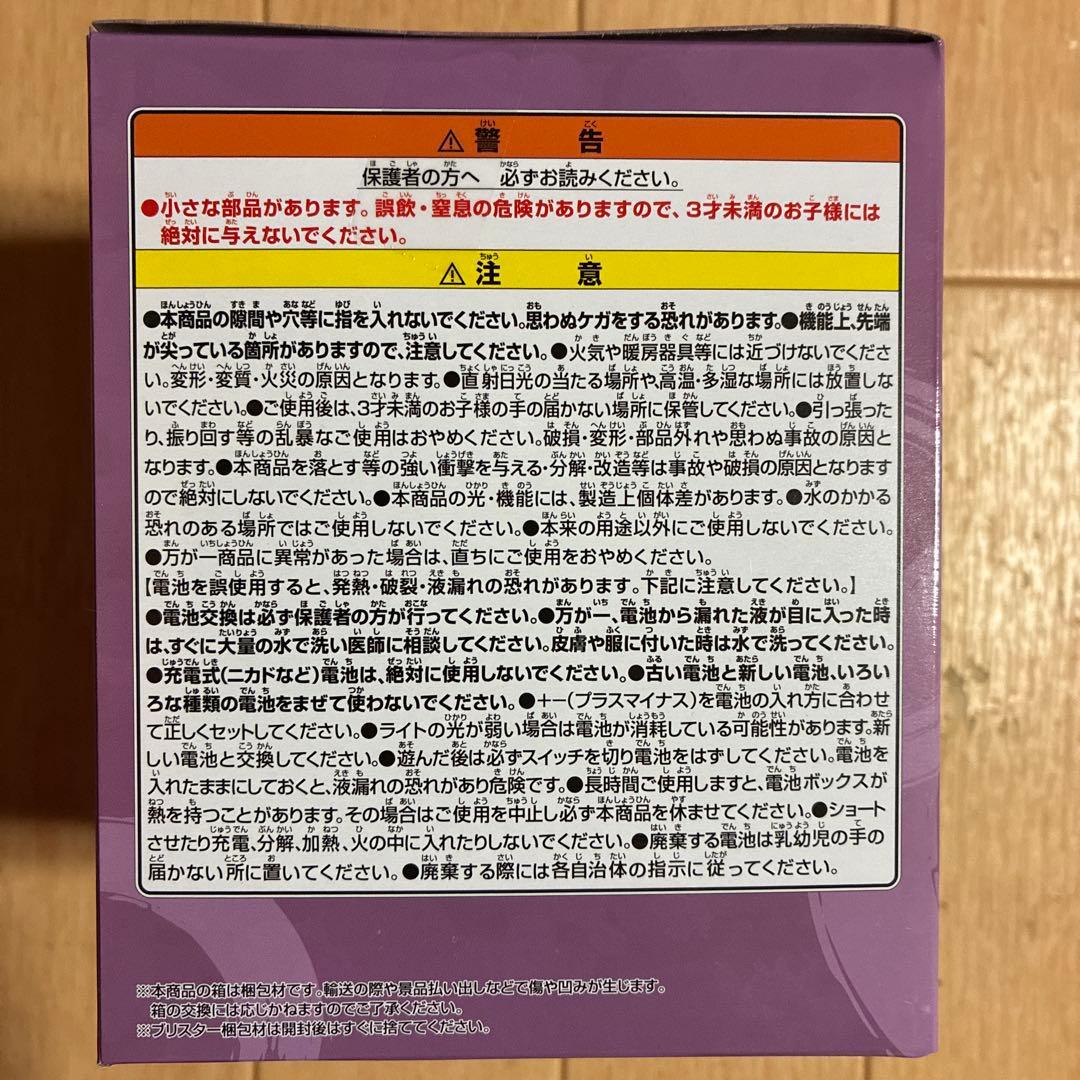 ⚠警告
保護者の方へ 必ずお読みください。
●小さな部品があります。誤飲・窒息の危険がありますので、3才未満のお子様には
絶対に与えないでください。
⚠注意
●本商品の隙間や穴等に指を入れないでください。思わぬケガをする恐れがあります。●機能上、先端
が尖っている箇所がありますので、注意してください。●火気や暖房器具等には近づけないでくださ
い。変形・変質・火災の原因となります。●直射日光の当たる場所や、高温・多湿な場所には放置しな
いでください。●ご使用後は、3才未満のお子様の手の届かない場所に保管してください。●引っ張った
り、振り回す等の乱暴なご使用はおやめください。破損・変形・部品外れや思わぬ事故の原因と
なります。●本商品を落とす等の強い衝撃を与える・分解・改造等は事故や破損の原因となります
ので絶対にしないでください。●本商品の光・機能には、製造上個体差があります。●水のかかる
恐れのある場所ではご使用しないでください。●本来の用途以外にご使用しないでください。
●万が一商品に異常があった場合は、直ちにご使用をおやめください。
【電池を誤使用すると、発熱・破裂・液漏れの恐れがあります。下記に注意してください。】
●電池交換は必ず保護者の方が行ってください。●万が一、電池から漏れた液が目に入った時
は、すぐに大量の水で洗い医師に相談してください。皮膚や服に付いた時は水で洗ってください。
●充電式(ニカドなど)電池は、絶対に使用しないでください。●古い電池と新しい電池、いろい
ろな種類の電池をまぜて使わないでください。●+−(プラスマイナス)を電池の入れ方に合わせ
て正しくセットしてください。●ライトの光が弱い場合は電池が消耗している可能性があります。新
しい電池と交換してください。●遊んだ後は必ずスイッチを切り電池をはずしてください。電池を
入れたままにしておくと、液漏れの恐れがあり危険です。●長時間ご使用しますと、電池ボックスが
熱を持つことがあります。その場合はご使用を中止し必ず本商品を休ませてください。●ショート
させたり充電、分解、加熱、火の中に入れたりしないでください。●廃棄する電池は乳幼児の手の
届かない所に置いてください。●廃棄する際には各自治体の指示に従ってください。
※本商品の箱は梱包材です。輸送の際や景品払い出しなどで傷や凹みが生じます。
箱の交換には応じかねますのでご了承ください。
※ブリスター梱包材は開封後はすぐに捨ててください。